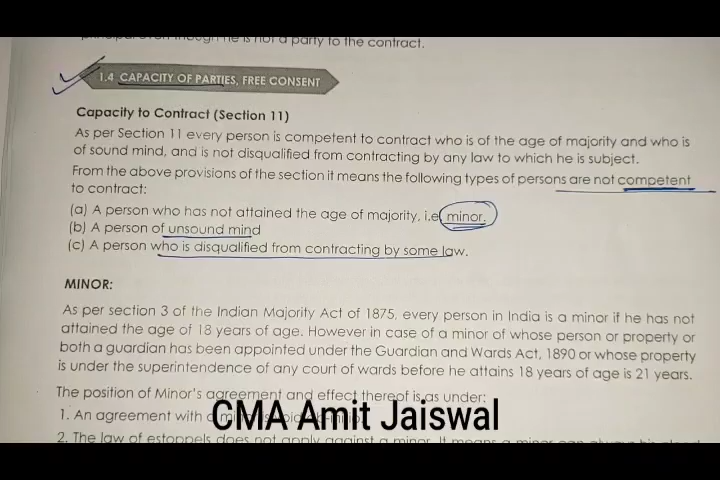 principal even though he is not a party to the contract.
1.4 CAPACITY OF PARTIES, FREE CONSENT
Capacity to Contract (Section 11)
As per Section 11 every person is competent to contract who is of the age of majority and who is
of sound mind, and is not disqualified from contracting by any law to which he is subject.
From the above provisions of the section it means the following types of persons are not competent
to contract:
(a) A person who has not attained the age of majority, i.e. minor.
(b) A person of unsound mind
(c) A person who is disqualified from contracting by some law.
MINOR:
As per section 3 of the Indian Majority Act of 1875, every person in India is a minor if he has not
attained the age of 18 years of age. However in case of a minor of whose person or property or
both a guardian has been appointed under the Guardian and Wards Act, 1890 or whose property
is under the superintendence of any court of wards before he attains 18 years of age is 21 years.
The position of Minor's agreement and effect thereof is as under:
1. An agreement with a
CMA Amit Jaiswal
2. The law of estoppels does not apply against a minor. It means a minor can always